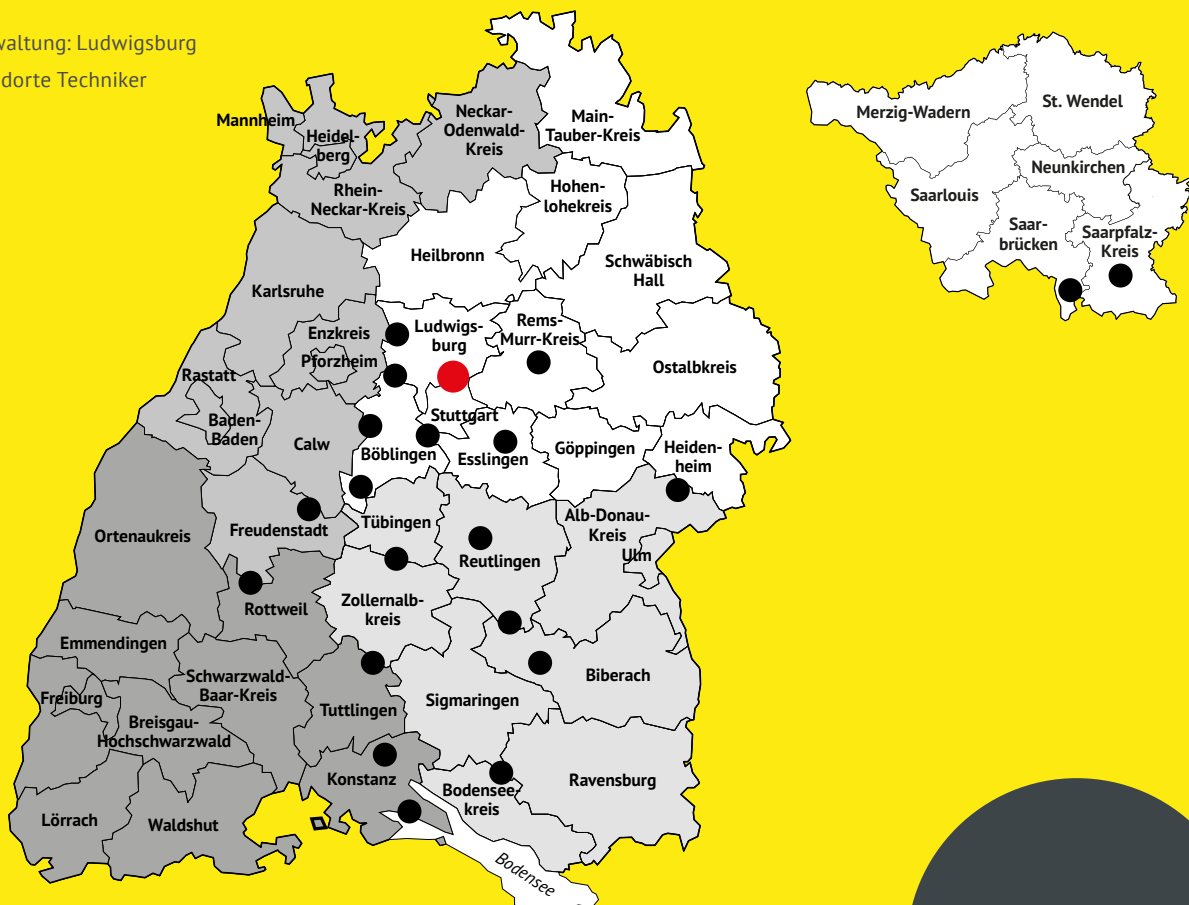 waltung: Ludwigsburg
dorte Techniker
Mannheim
Heidel-
berg
Neckar-
Odenwald-
Kreis
Main-
Tauber-Kreis
Rhein-
Neckar-Kreis
Hohen-
lohekreis
Heilbronn
Schwäbisch
Hall
Karlsruhe
Enzkreis
Pforzheim
Ludwigs-
burg
Rems-
Murr-Kreis
Ostalbkreis
Rastatt
Baden-
Baden
Calw
Stuttgart
Böblingen
Esslingen
Göppingen
Heiden-
heim
Ortenaukreis
Freudenstadt
Tübingen
Reutlingen
Alb-Donau-
Kreis
Ulm
Rottweil
Zollernalb-
kreis
Emmendingen
Schwarzwald-
Baar-Kreis
Freiburg
Breisgau-
Hochschwarzwald
Tuttlingen
Sigmaringen
Biberach
Konstanz
Bodensee-
kreis
Ravensburg
Lörrach
Waldshut
Bodensee
Merzig-Wadern
St. Wendel
Neunkirchen
Saarlouis
Saar-
brücken
Saarpfalz-
Kreis